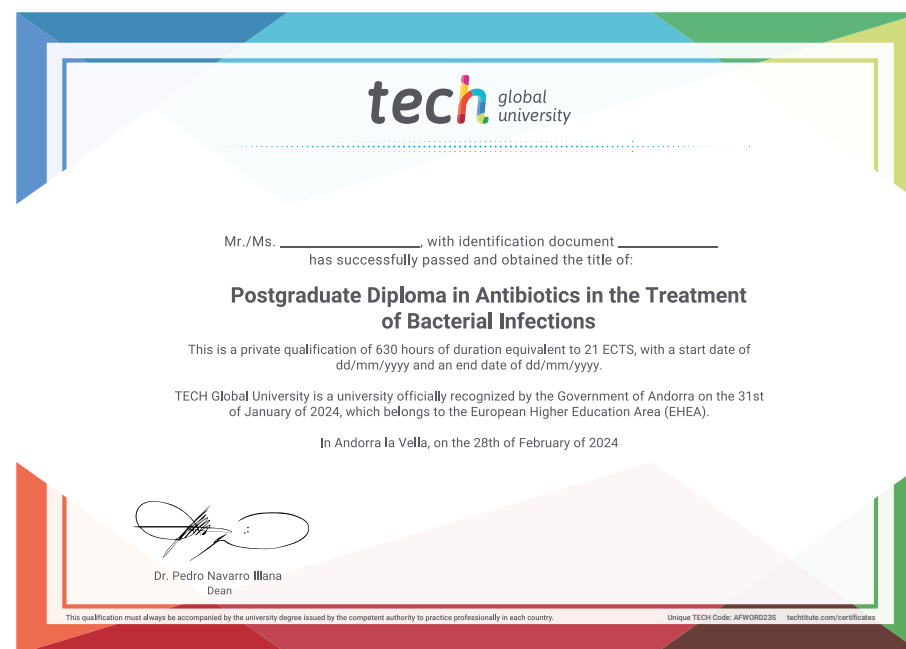 tech global
university
Mr./Ms. ____________________, with identification document ______________
has successfully passed and obtained the title of:
Postgraduate Diploma in Antibiotics in the Treatment
of Bacterial Infections
This is a private qualification of 630 hours of duration equivalent to 21 ECTS, with a start date of
dd/mm/yyyy and an end date of dd/mm/yyyy.
TECH Global University is a university officially recognized by the Government of Andorra on the 31st
of January of 2024, which belongs to the European Higher Education Area (EHEA).
In Andorra la Vella, on the 28th of February of 2024
Dr. Pedro Navarro Illana
Dean
This qualification must always be accompanied by the university degree issued by the competent authority to practice professionally in each country. Unique TECH Code: AFWORD23S techtitute.com/certificates